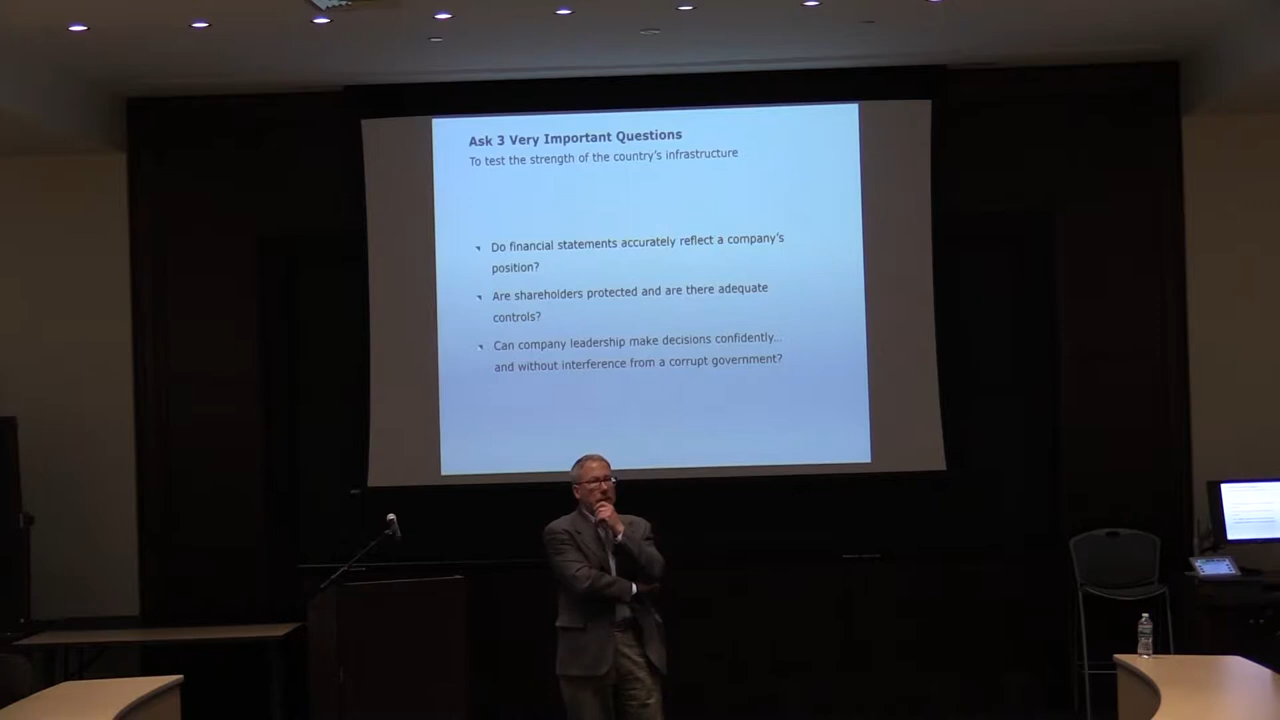 Ask 3 Very Important Questions
To test the strength of the country's infrastructure
Do financial statements accurately reflect a company's
position?
Are shareholders protected and are there adequate
controls?
Can company leadership make decisions confidently...
and without interference from a corrupt government?